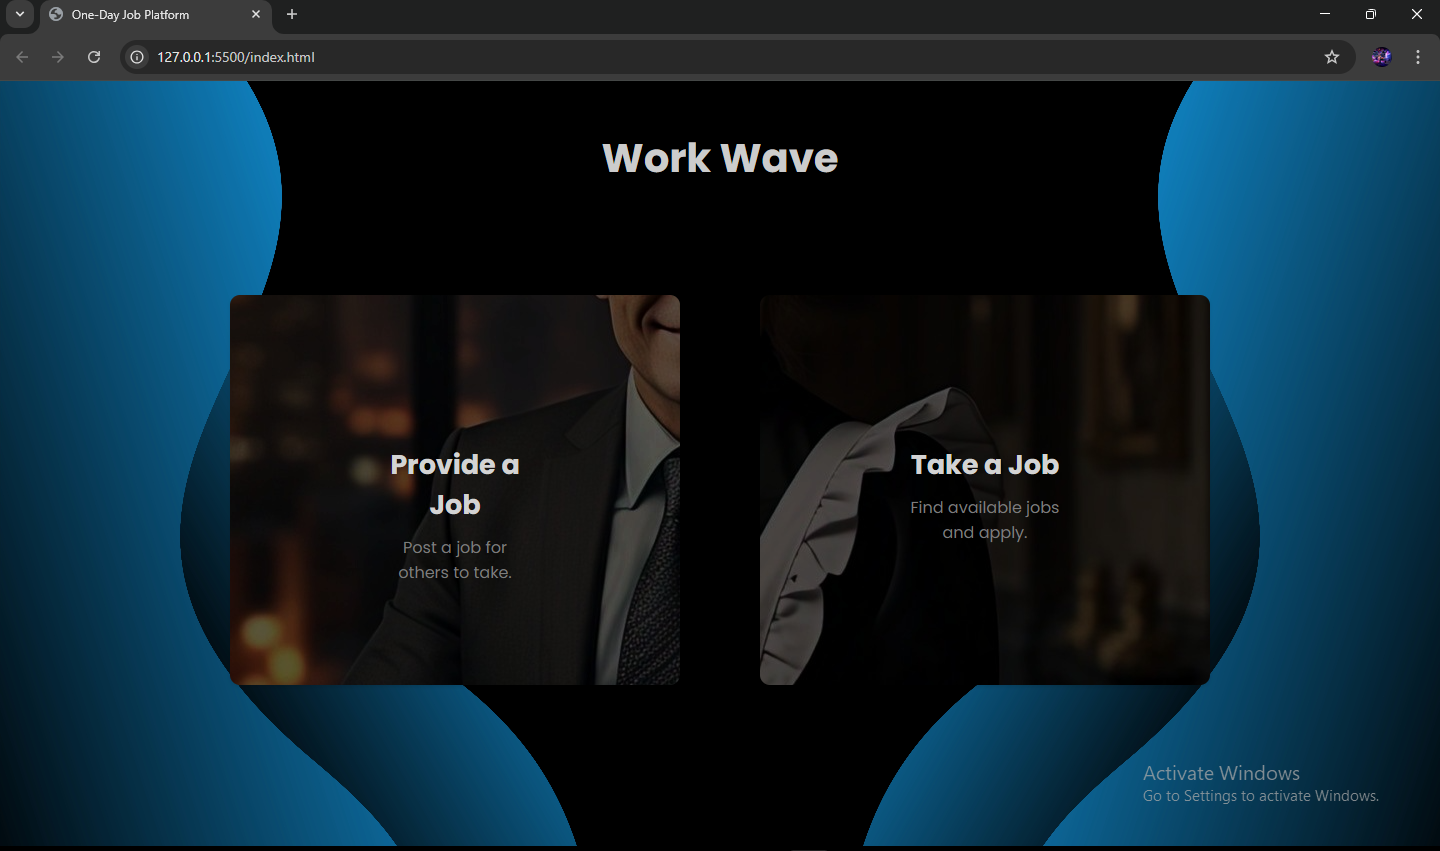 One-Day Job Platform
127.0.0.1:5500/index.html
Work Wave
Provide a
Job
Post a job for
others to take.
Take a Job
Find available jobs
and apply.
Activate Windows
Go to Settings to activate Windows.